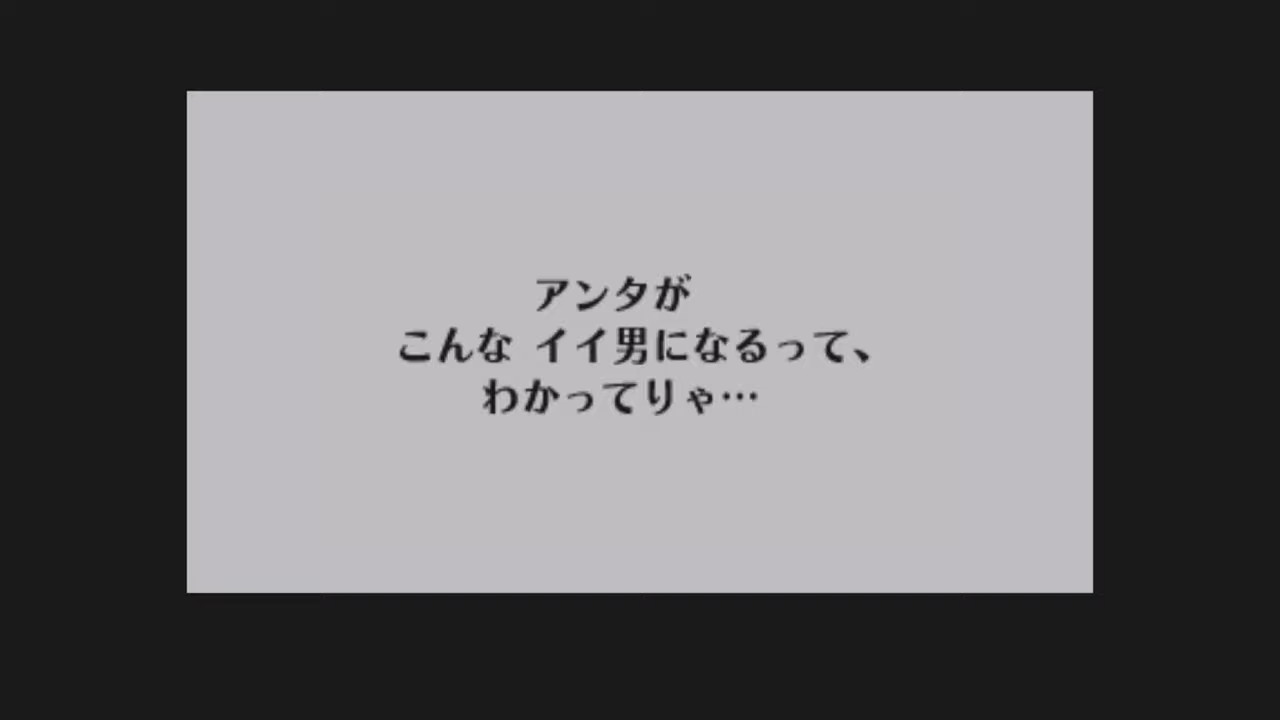 アンタが
こんな イイ男になるって、
わかってりゃ…